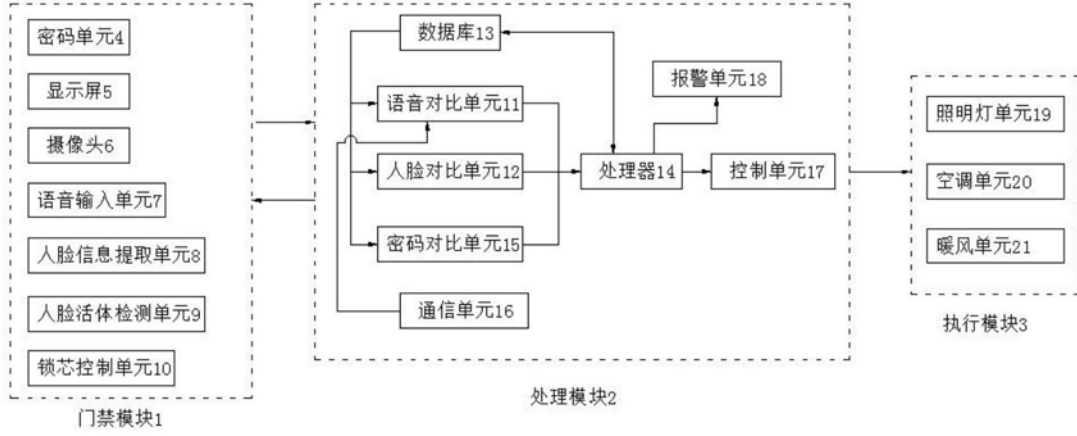 密码单元4
显示屏5
摄像头6
语音输入单元7
人脸信息提取单元8
人脸活体检测单元9
锁芯控制单元10
门禁模块1
数据库13
语音对比单元11
人脸对比单元12
密码对比单元15
通信单元16
处理器14
报警单元18
控制单元17
处理模块2
照明灯单元19
空调单元20
暖风单元21
执行模块3